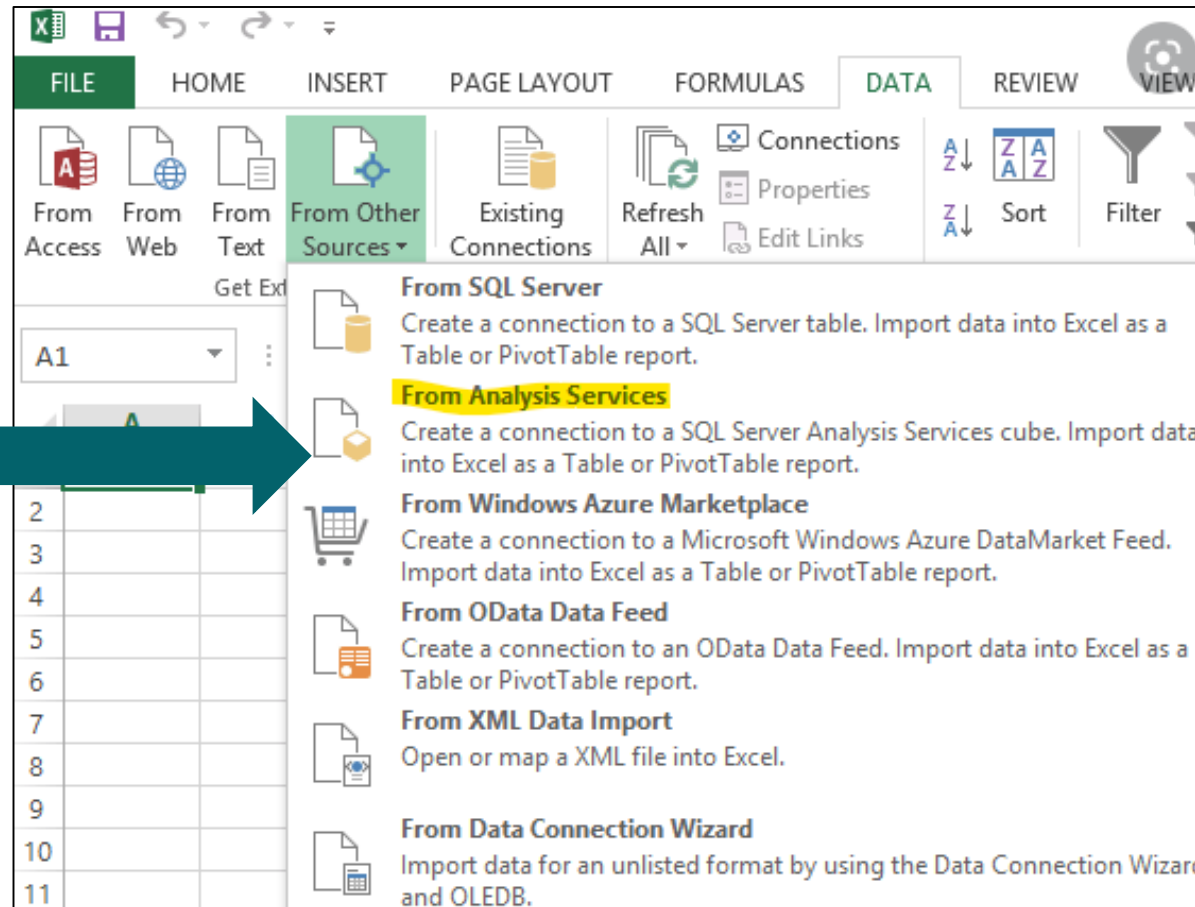 FILE HOME INSERT PAGE LAYOUT FORMULAS DATA REVIEW VIEW
Connections
Properties
Edit Links
From Access
From Web
From Text
From Other Sources
Existing Connections
Refresh All
Sort
Filter
Get Ext
A1
A
From SQL Server
Create a connection to a SQL Server table. Import data into Excel as a
Table or PivotTable report.
From Analysis Services
Create a connection to a SQL Server Analysis Services cube. Import data
into Excel as a Table or PivotTable report.
From Windows Azure Marketplace
Create a connection to a Microsoft Windows Azure DataMarket Feed.
Import data into Excel as a Table or PivotTable report.
From OData Data Feed
Create a connection to an OData Data Feed. Import data into Excel as a
Table or PivotTable report.
From XML Data Import
Open or map a XML file into Excel.
From Data Connection Wizard
Import data for an unlisted format by using the Data Connection Wizard
and OLEDB.
2
3
4
5
6
7
8
9
10
11